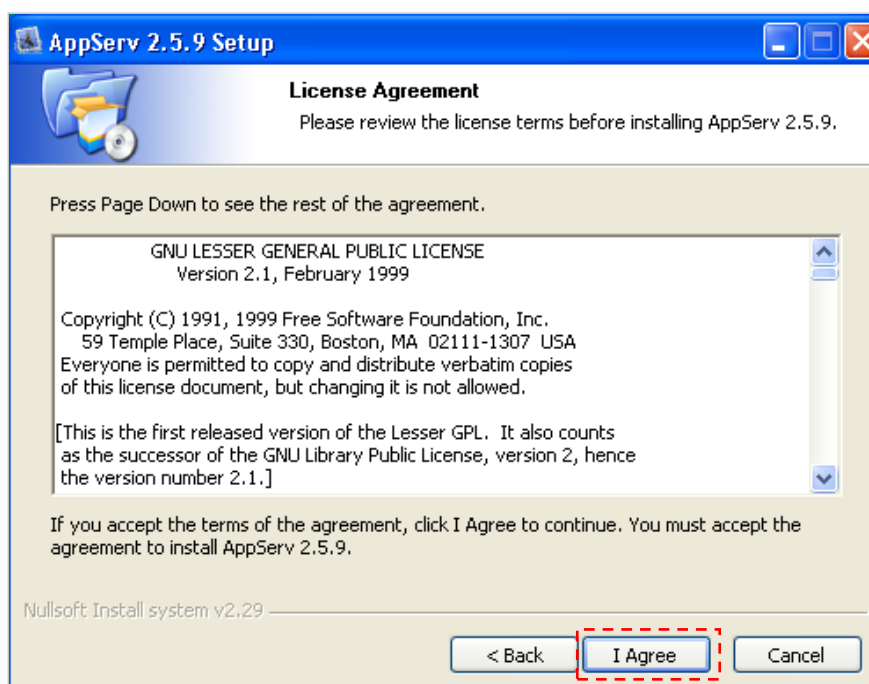 AppServ 2.5.9 Setup
License Agreement
Please review the license terms before installing AppServ 2.5.9.
Press Page Down to see the rest of the agreement.
GNU LESSER GENERAL PUBLIC LICENSE
Version 2.1, February 1999
Copyright (C) 1991, 1999 Free Software Foundation, Inc.
59 Temple Place, Suite 330, Boston, MA  02111-1307  USA
Everyone is permitted to copy and distribute verbatim copies
of this license document, but changing it is not allowed.
[This is the first released version of the Lesser GPL.  It also counts
as the successor of the GNU Library Public License, version 2, hence
the version number 2.1.]
If you accept the terms of the agreement, click I Agree to continue. You must accept the
agreement to install AppServ 2.5.9.
Nullsoft Install system v2.29
< Back I Agree Cancel